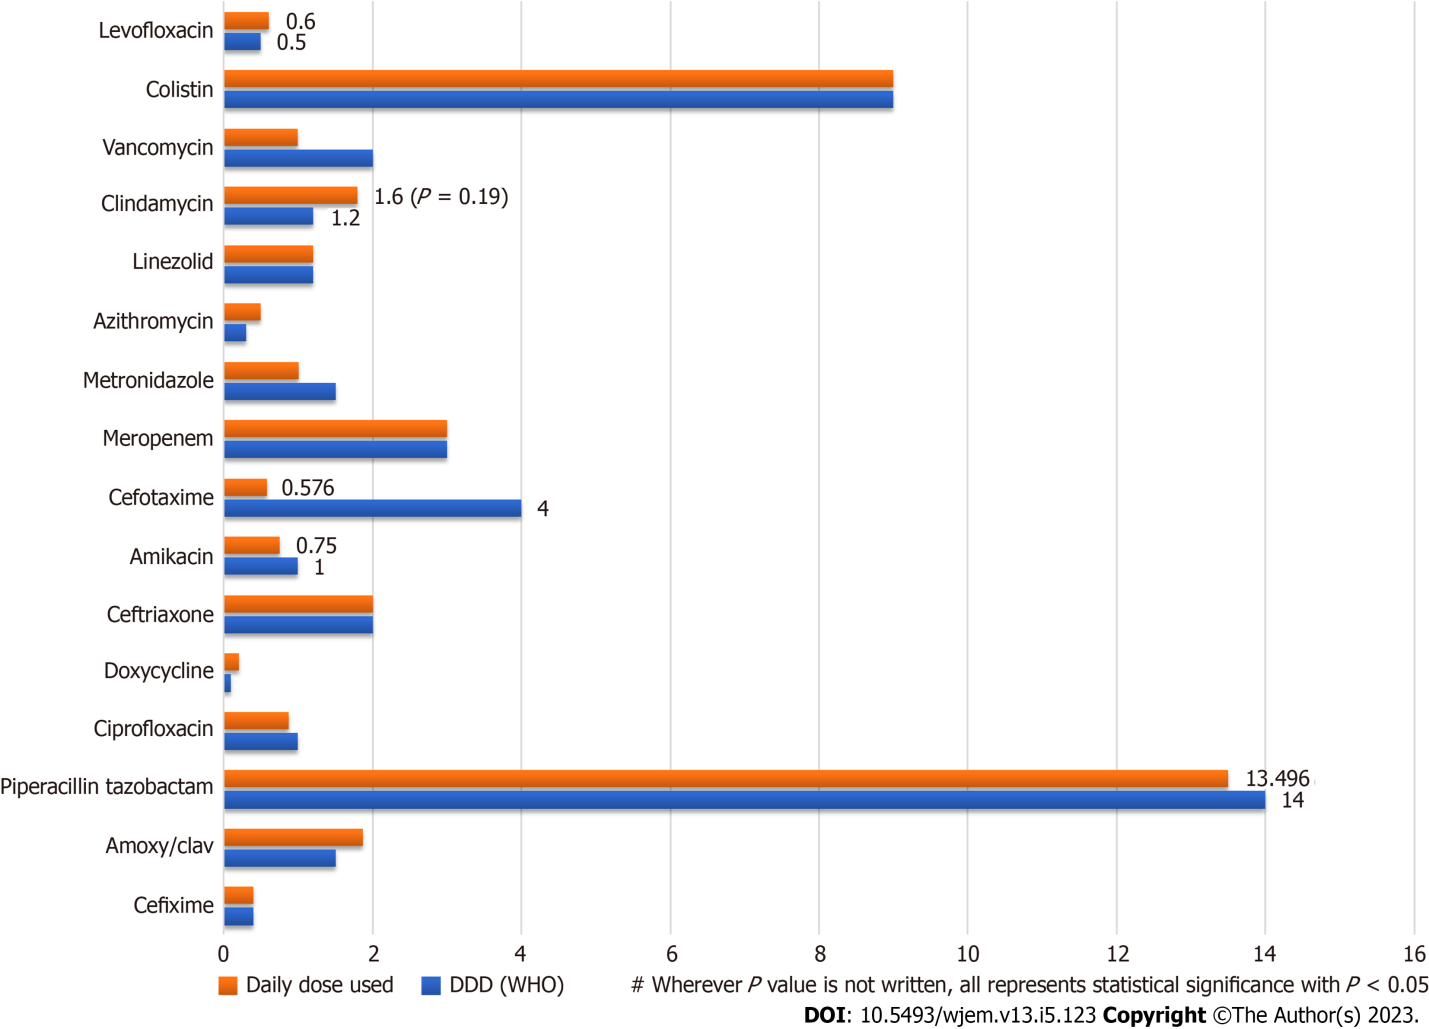 Levofloxacin 0.6
0.5
Colistin
Vancomycin
Clindamycin 1.6 (P = 0.19)
1.2
Linezolid
Azithromycin
Metronidazole
Meropenem
Cefotaxime 0.576
4
Amikacin 0.75
1
Ceftriaxone
Doxycycline
Ciprofloxacin
Piperacillin tazobactam 13.496
14
Amoxy/clav
Cefixime
0 2 4 6 8 10 12 14 16
Daily dose used DDD (WHO) # Wherever P value is not written, all represents statistical significance with P < 0.05
DOI: 10.5493/wjem.v13.i5.123 Copyright ©The Author(s) 2023.